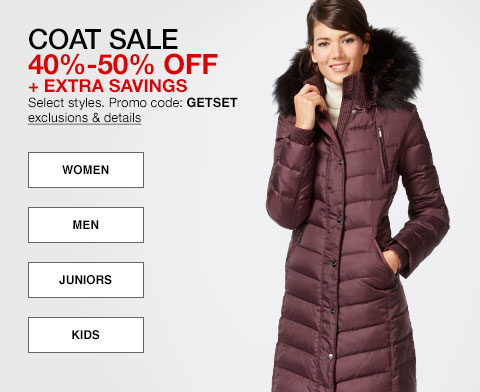 COAT SALE
40%-50% OFF
+ EXTRA SAVINGS
Select styles. Promo code: GETSET
exclusions & details
WOMEN
MEN
JUNIORS
KIDS